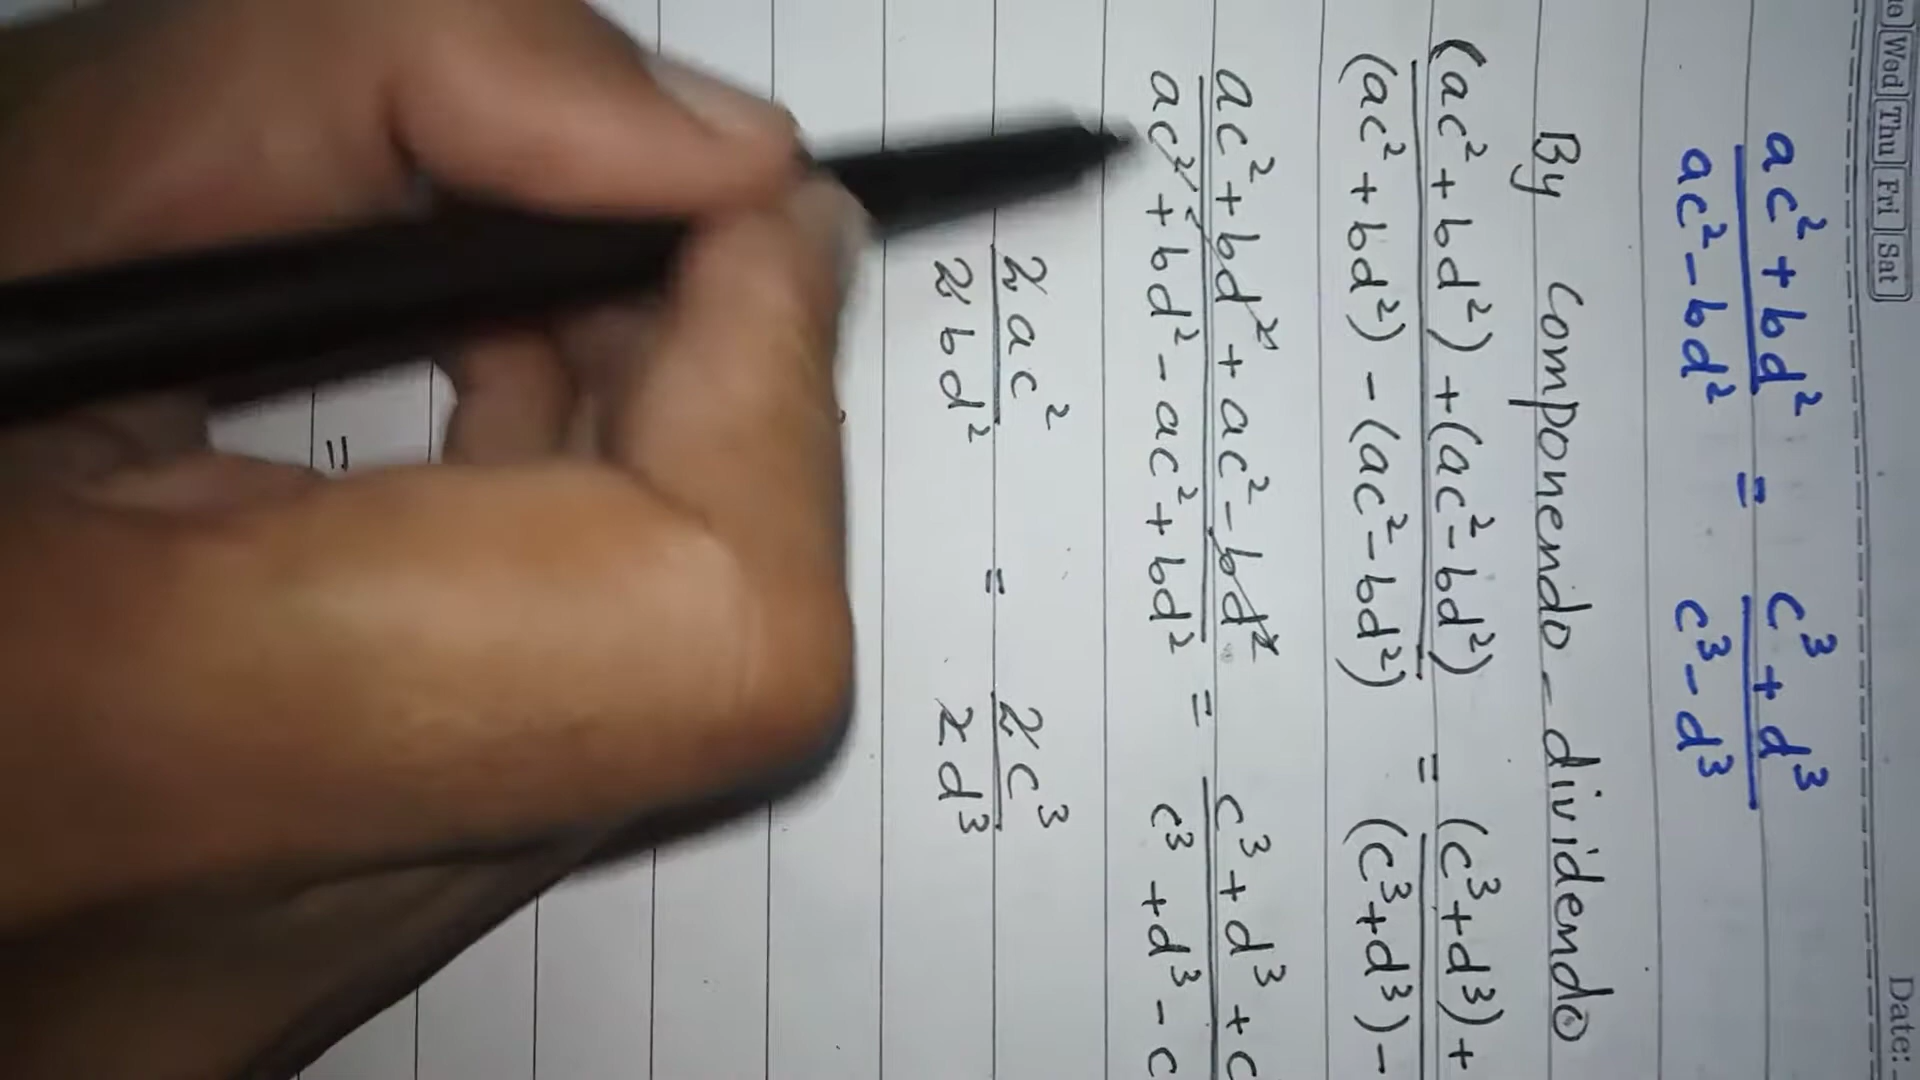 Wed Thu Fri Sat
Date:
ac²+bd² / ac²-bd² = c³+d³ / c³-d³
By Componendo-dividendo
(ac²+bd²)+(ac²-bd²) / (ac²+bd²)-(ac²-bd²) = (c³+d³)+ / (c³+d³)-
ac²+bd²+ac²-bd² / ac²+bd²-ac²+bd² = c³+d³+c / c³+d³-c
2ac² / 2bd² = 2c³ / 2d³
=